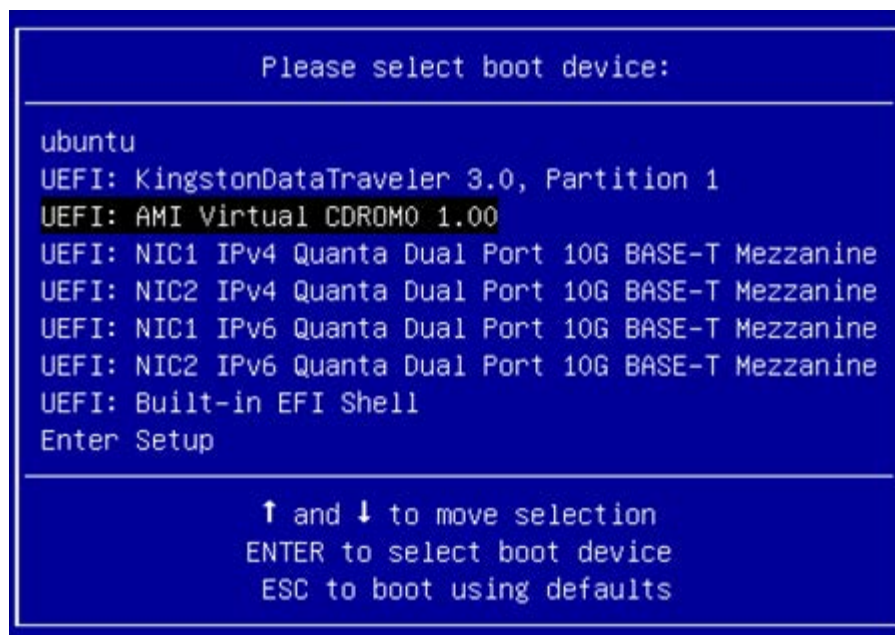 Please select boot device:
ubuntu
UEFI: KingstonDataTraveler 3.0, Partition 1
UEFI: AMI Virtual CDROM0 1.00
UEFI: NIC1 IPv4 Quanta Dual Port 10G BASE-T Mezzanine
UEFI: NIC2 IPv4 Quanta Dual Port 10G BASE-T Mezzanine
UEFI: NIC1 IPv6 Quanta Dual Port 10G BASE-T Mezzanine
UEFI: NIC2 IPv6 Quanta Dual Port 10G BASE-T Mezzanine
UEFI: Built-in EFI Shell
Enter Setup
↑ and ↓ to move selection
ENTER to select boot device
ESC to boot using defaults